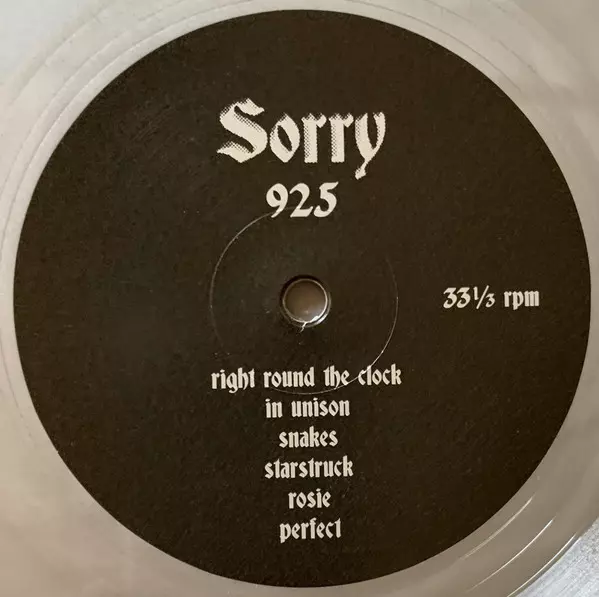 Sorry
925
33⅓ rpm
right round the clock
in unison
snakes
starstruck
rosie
perfect